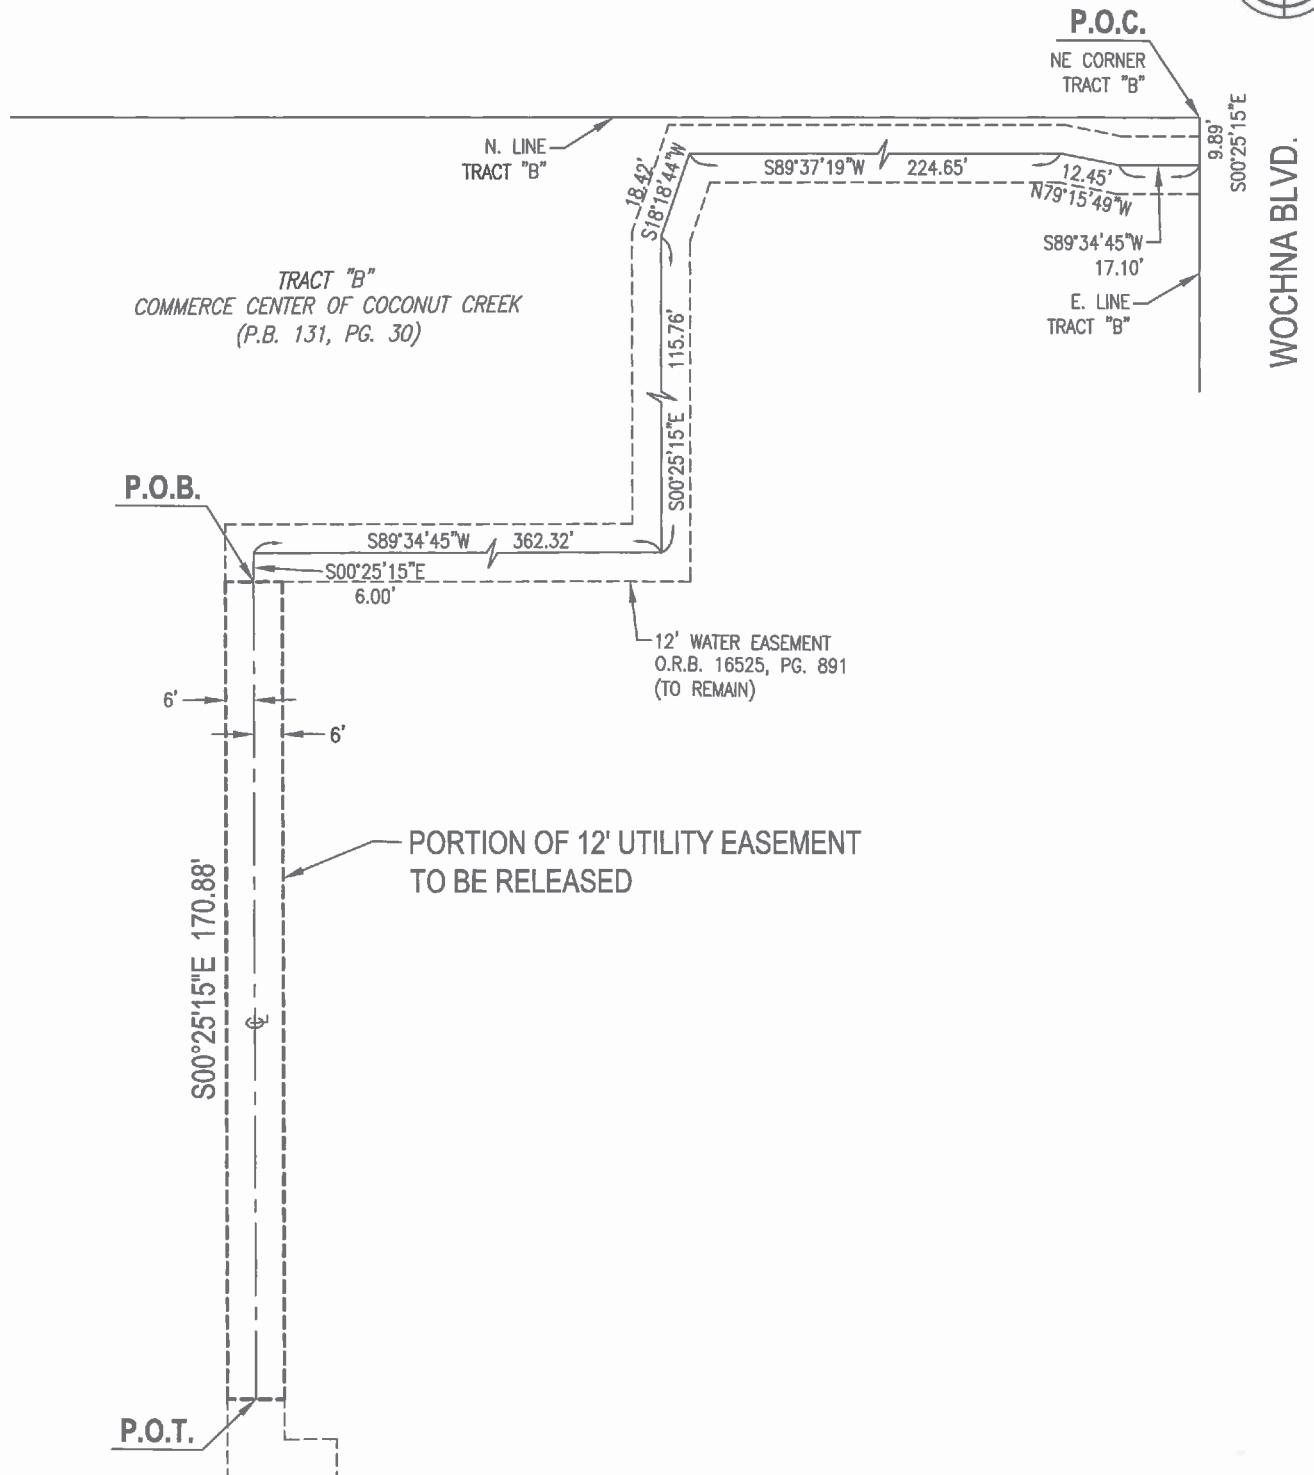 P.O.C.
NE CORNER
TRACT "B"
9.89'
S00°25'15"E
WOCHNA BLVD.
N. LINE
TRACT "B"
18.42'
S18°18'44"W
S89°37'19"W 224.65'
12.45'
N79°15'49"W
S89°34'45"W
17.10'
E. LINE
TRACT "B"
TRACT "B"
COMMERCE CENTER OF COCONUT CREEK
(P.B. 131, PG. 30)
S00°25'15"E 115.76'
P.O.B.
S89°34'45"W 362.32'
S00°25'15"E
6.00'
12' WATER EASEMENT
O.R.B. 16525, PG. 891
(TO REMAIN)
6'
6'
PORTION OF 12' UTILITY EASEMENT
TO BE RELEASED
S00°25'15"E 170.88'
℄
P.O.T.